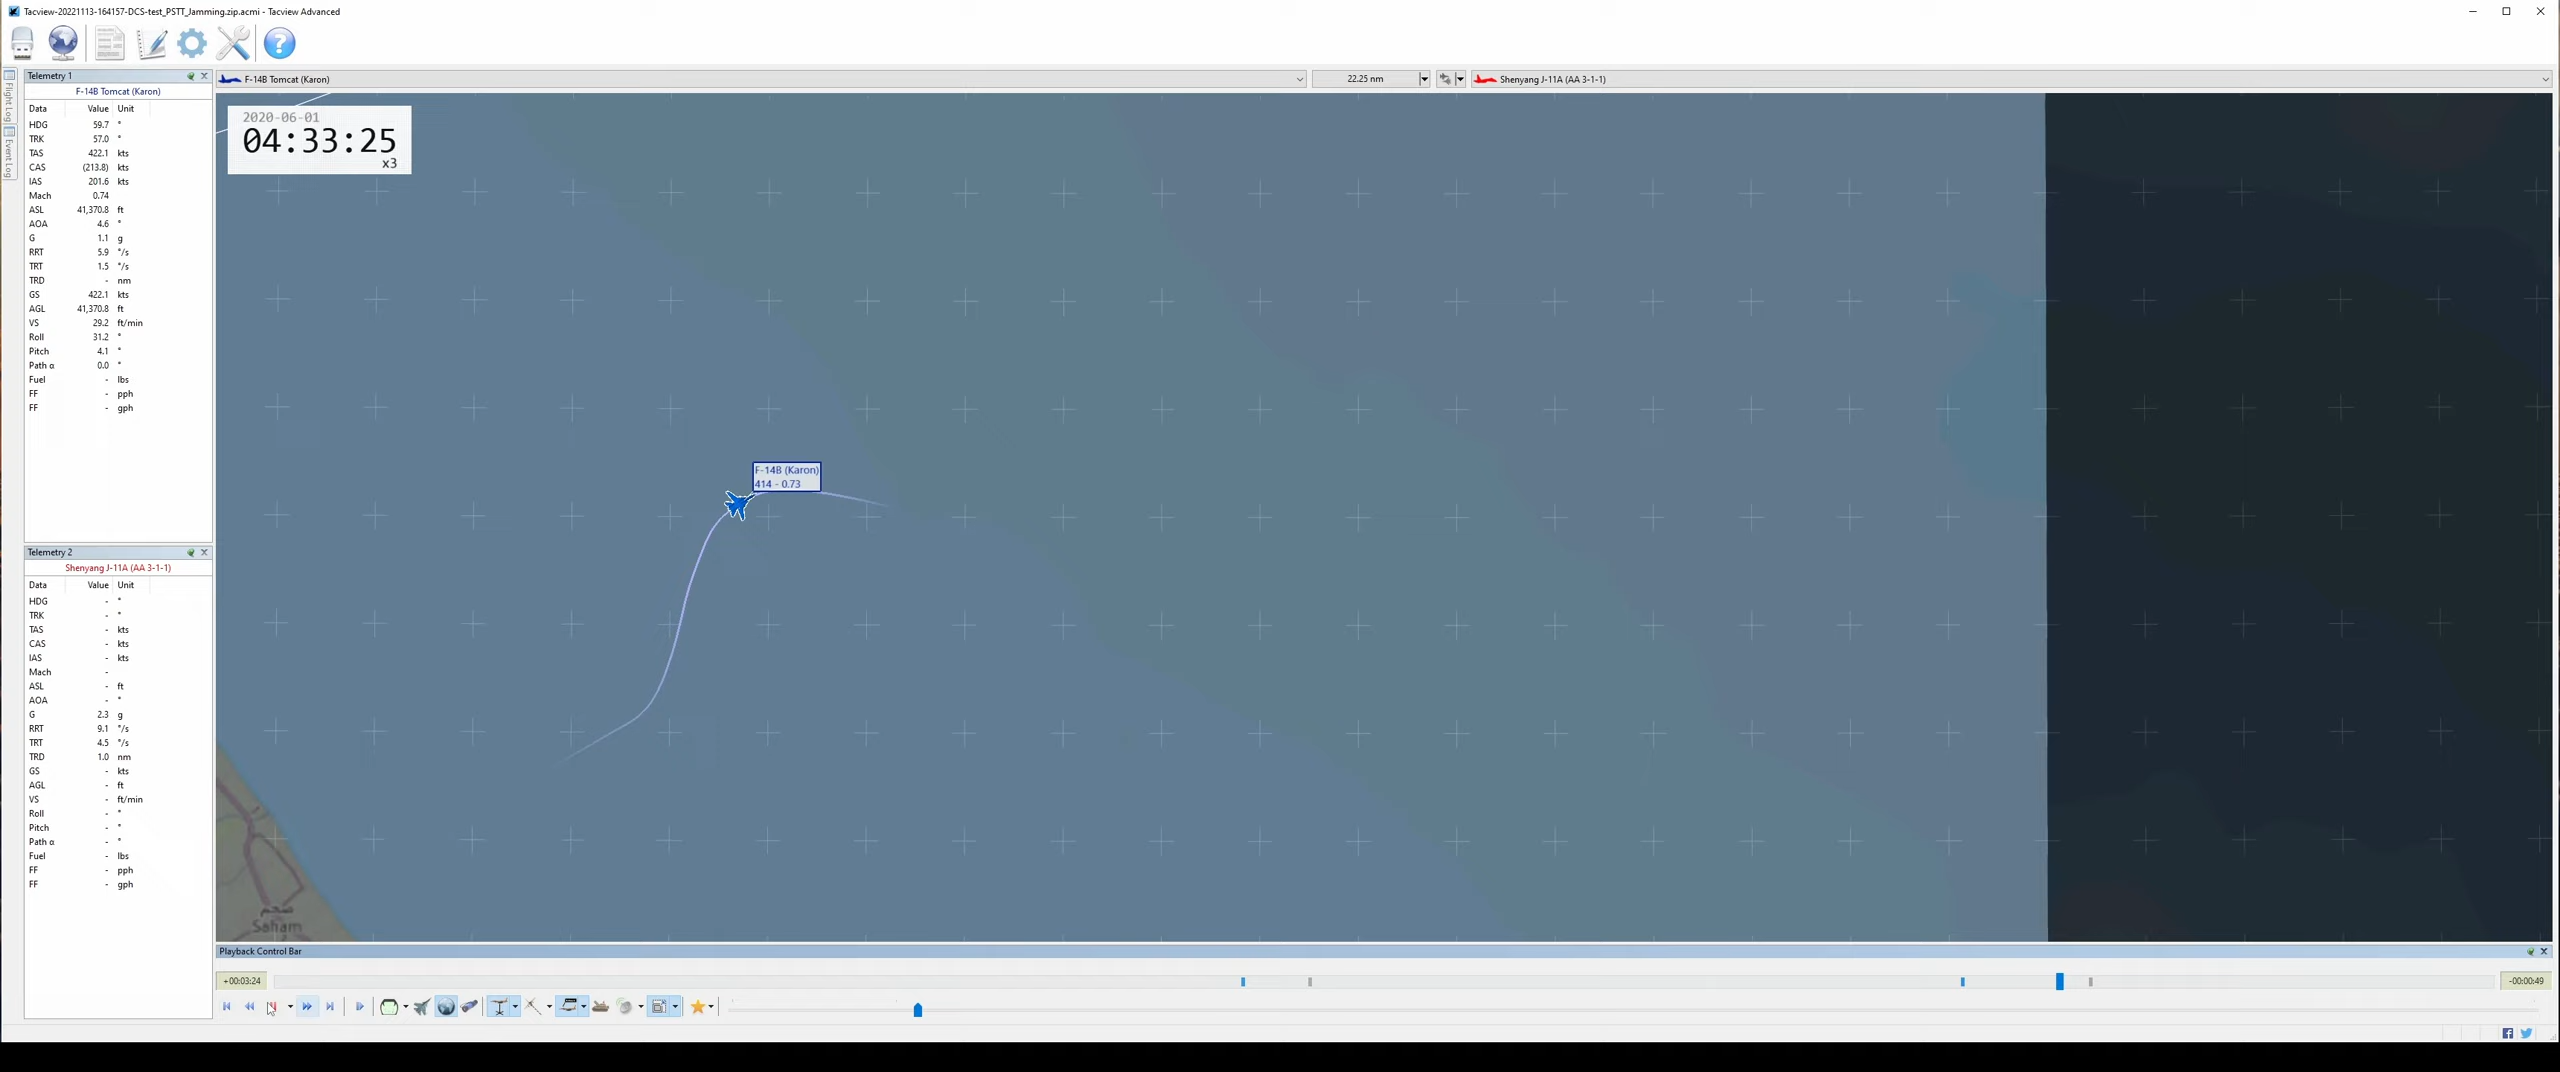 Tacview-20221113-164157-DCS-test_PSTT_Jamming.zip.acmi - Tacview Advanced
Flight Log
Event Log
Telemetry 1
F-14B Tomcat (Karon)
Data Value Unit
HDG 59.7 °
TRK 57.0 °
TAS 422.1 kts
CAS (213.8) kts
IAS 201.6 kts
Mach 0.74
ASL 41,370.8 ft
AOA 4.6 °
G 1.1 g
RRT 5.9 °/s
TRT 1.5 °/s
TRD - nm
GS 422.1 kts
AGL 41,370.8 ft
VS 29.2 ft/min
Roll 31.2 °
Pitch 4.1 °
Path α 0.0 °
Fuel - lbs
FF - pph
FF - gph
Telemetry 2
Shenyang J-11A (AA 3-1-1)
Data Value Unit
HDG - °
TRK - °
TAS - kts
CAS - kts
IAS - kts
Mach -
ASL - ft
AOA - °
G 2.3 g
RRT 9.1 °/s
TRT 4.5 °/s
TRD 1.0 nm
GS - kts
AGL - ft
VS - ft/min
Roll - °
Pitch - °
Path α - °
Fuel - lbs
FF - pph
FF - gph
F-14B Tomcat (Karon) 22.25 nm Shenyang J-11A (AA 3-1-1)
2020-06-01
04:33:25
x3
F-14B (Karon)
414 - 0.73
صحم
Saham
Playback Control Bar
+00:03:24 -00:00:49